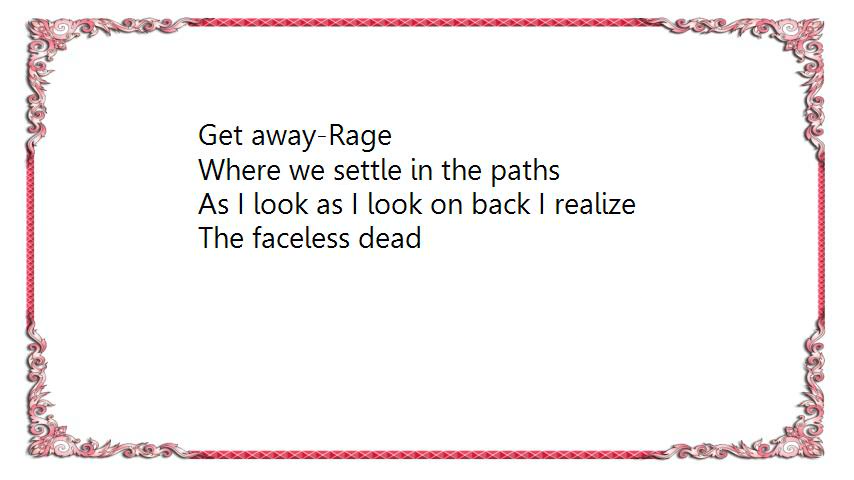 Get away-Rage
Where we settle in the paths
As I look as I look on back I realize
The faceless dead